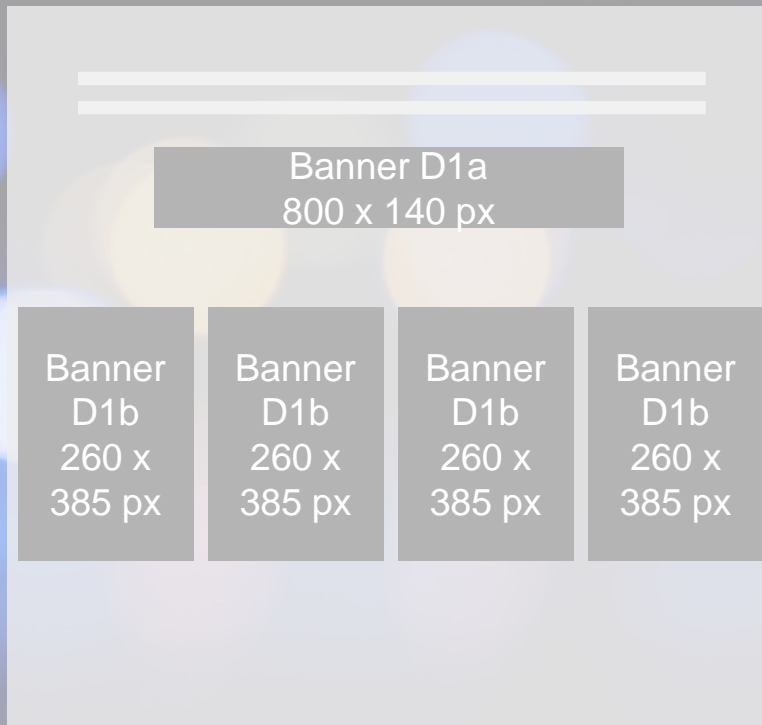 Banner D1a
800 x 140 px
Banner
D1b
260 x
385 px
Banner
D1b
260 x
385 px
Banner
D1b
260 x
385 px
Banner
D1b
260 x
385 px